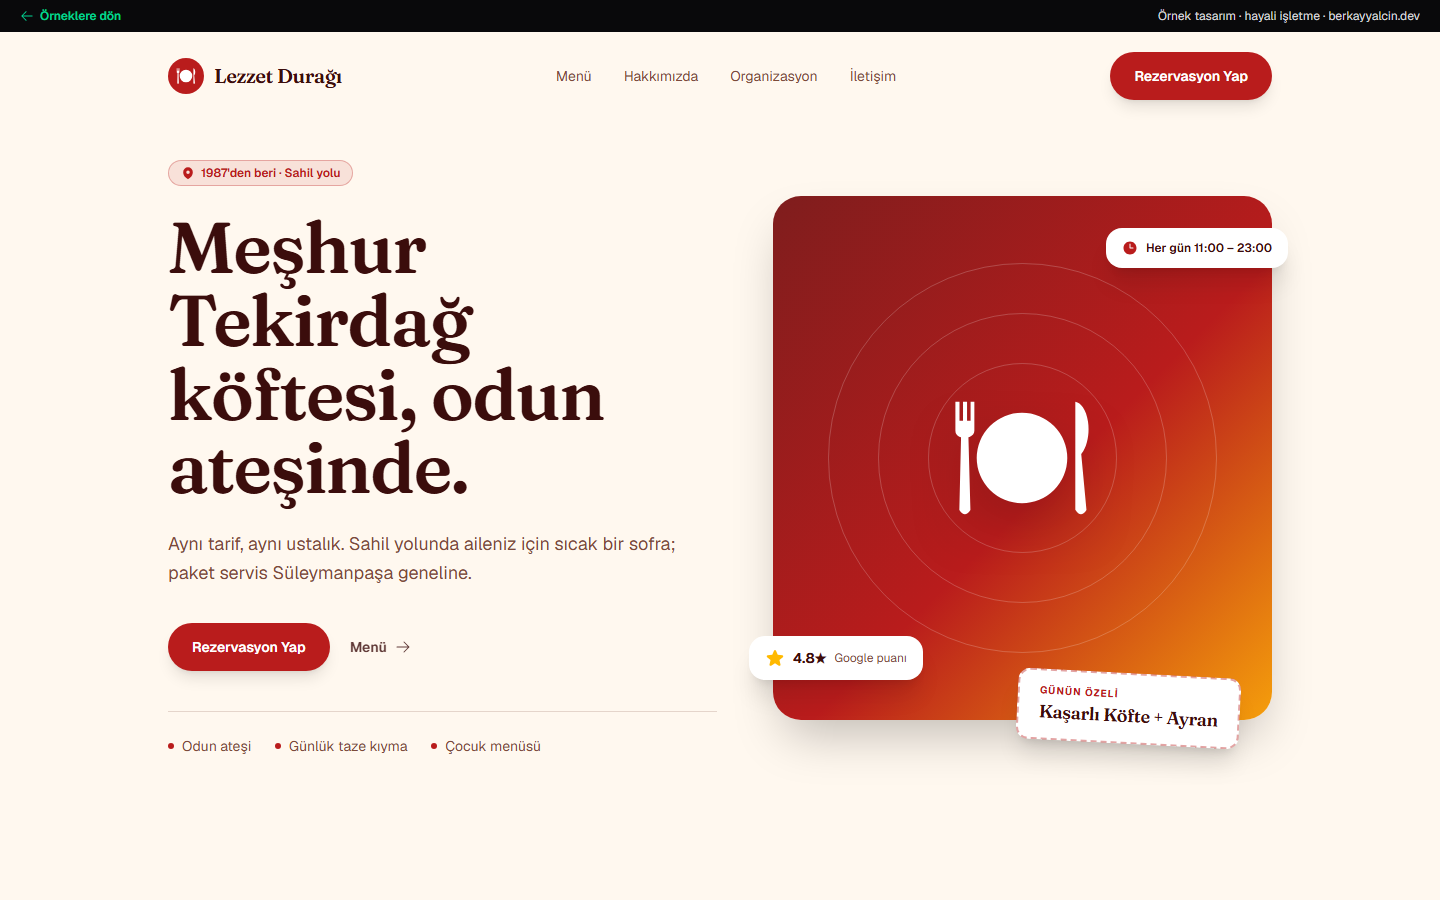 ← Örneklere dön
Örnek tasarım · hayali işletme · berkayyalcin.dev
Lezzet Durağı
Menü
Hakkımızda
Organizasyon
İletişim
Rezervasyon Yap
1987'den beri · Sahil yolu
Meşhur
Tekirdağ
köftesi, odun
ateşinde.
Aynı tarif, aynı ustalık. Sahil yolunda aileniz için sıcak bir sofra;
paket servis Süleymanpaşa geneline.
Rezervasyon Yap
Menü →
Odun ateşi
Günlük taze kıyma
Çocuk menüsü
Her gün 11:00 – 23:00
4.8★ Google puanı
GÜNÜN ÖZELİ
Kaşarlı Köfte + Ayran